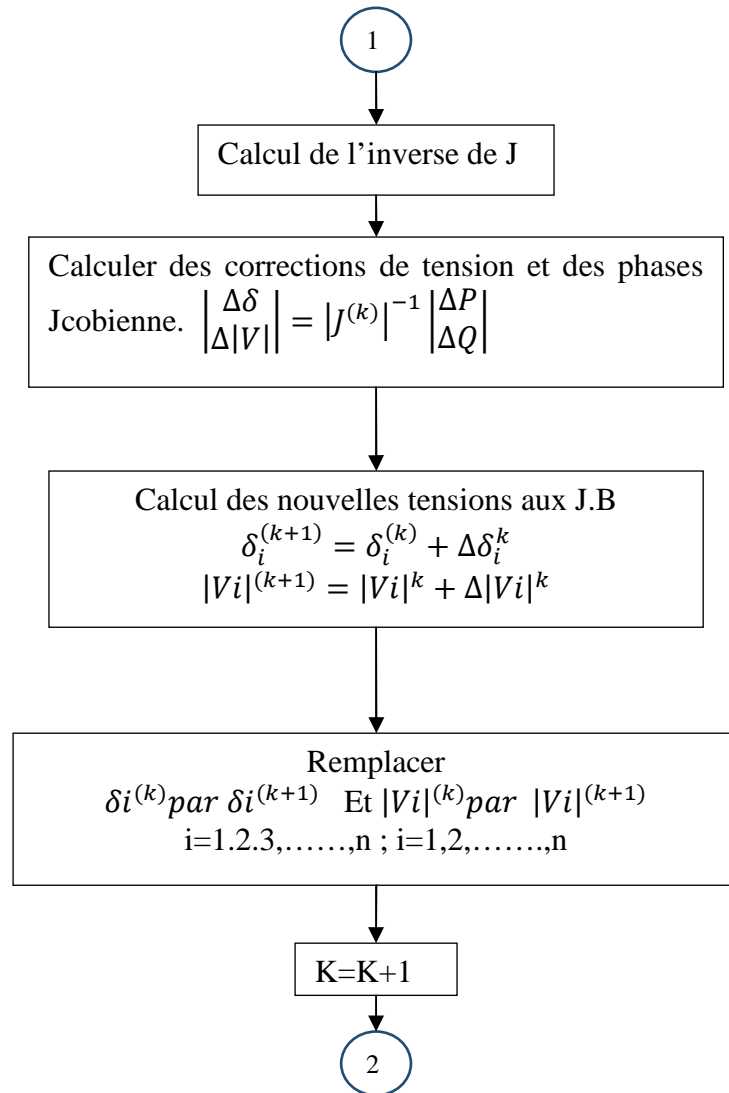 1
Calcul de l’inverse de J
Calculer des corrections de tension et des phases
Jcobienne. |Δδ Δ|V|| = |J^(k)|^−1 |ΔP ΔQ|
Calcul des nouvelles tensions aux J.B
δ_i^(k+1) = δ_i^(k) + Δδ_i^k
|Vi|^(k+1) = |Vi|^k + Δ|Vi|^k
Remplacer
δi^(k) par δi^(k+1) Et |Vi|^(k) par |Vi|^(k+1)
i=1.2.3,……,n ; i=1,2,…….,n
K=K+1
2